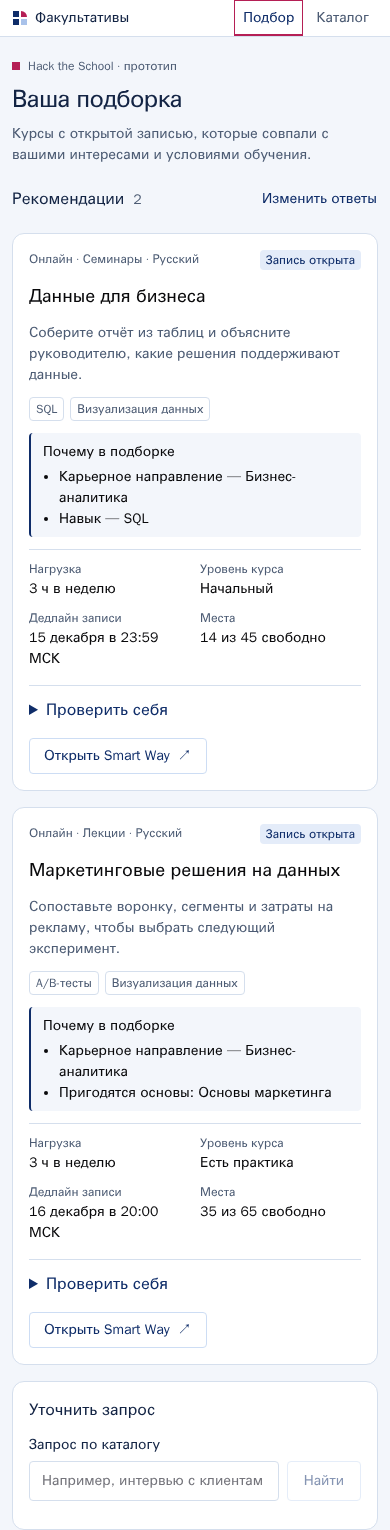 Факультативы
Подбор
Каталог
Hack the School · прототип
Ваша подборка
Курсы с открытой записью, которые совпали с
вашими интересами и условиями обучения.
Рекомендации 2
Изменить ответы
Онлайн · Семинары · Русский
Запись открыта
Данные для бизнеса
Соберите отчёт из таблиц и объясните
руководителю, какие решения поддерживают
данные.
SQL
Визуализация данных
Почему в подборке
• Карьерное направление — Бизнес-
аналитика
• Навык — SQL
Нагрузка
3 ч в неделю
Уровень курса
Начальный
Дедлайн записи
15 декабря в 23:59
МСК
Места
14 из 45 свободно
Проверить себя
Открыть Smart Way ↗
Онлайн · Лекции · Русский
Запись открыта
Маркетинговые решения на данных
Сопоставьте воронку, сегменты и затраты на
рекламу, чтобы выбрать следующий
эксперимент.
A/B-тесты
Визуализация данных
Почему в подборке
• Карьерное направление — Бизнес-
аналитика
• Пригодятся основы: Основы маркетинга
Нагрузка
3 ч в неделю
Уровень курса
Есть практика
Дедлайн записи
16 декабря в 20:00
МСК
Места
35 из 65 свободно
Проверить себя
Открыть Smart Way ↗
Уточнить запрос
Запрос по каталогу
Например, интервью с клиентам
Найти